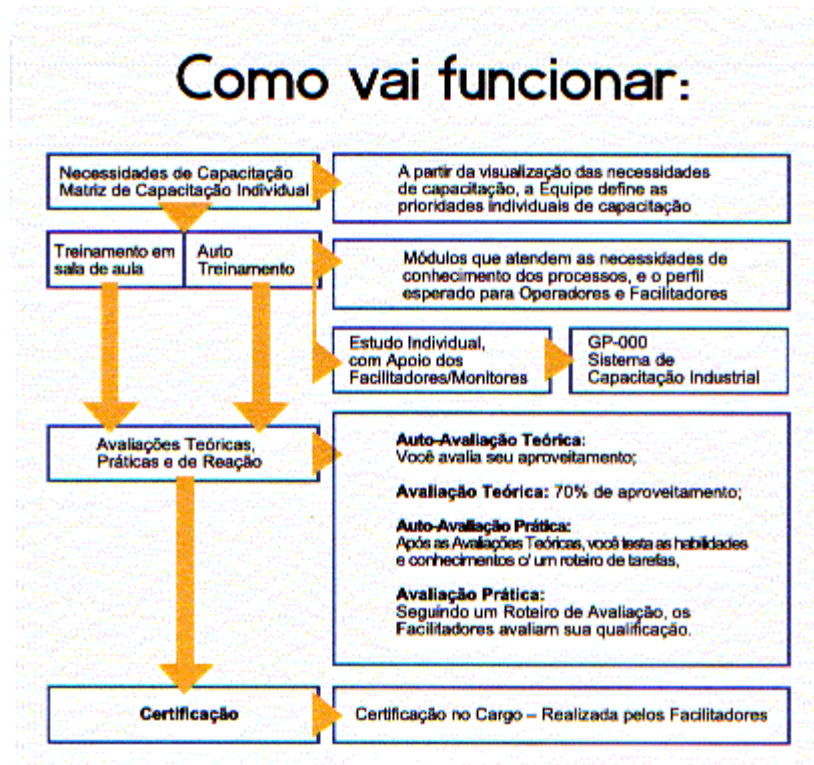 Como vai funcionar:
Necessidades de Capacitação
Matriz de Capacitação Individual
A partir da visualização das necessidades
de capacitação, a Equipe define as
prioridades individuais de capacitação
Treinamento em
sala de aula
Auto
Treinamento
Módulos que atendem as necessidades de
conhecimento dos processos, e o perfil
esperado para Operadores e Facilitadores
Estudo Individual,
com Apoio dos
Facilitadores/Monitores
GP-000
Sistema de
Capacitação Industrial
Avaliações Teóricas,
Práticas e de Reação
Auto-Avaliação Teórica:
Você avalia seu aproveitamento;
Avaliação Teórica: 70% de aproveitamento;
Auto-Avaliação Prática:
Após as Avaliações Teóricas, você testa as habilidades
e conhecimentos c/ um roteiro de tarefas,
Avaliação Prática:
Seguindo um Roteiro de Avaliação, os
Facilitadores avaliam sua qualificação.
Certificação
Certificação no Cargo – Realizada pelos Facilitadores